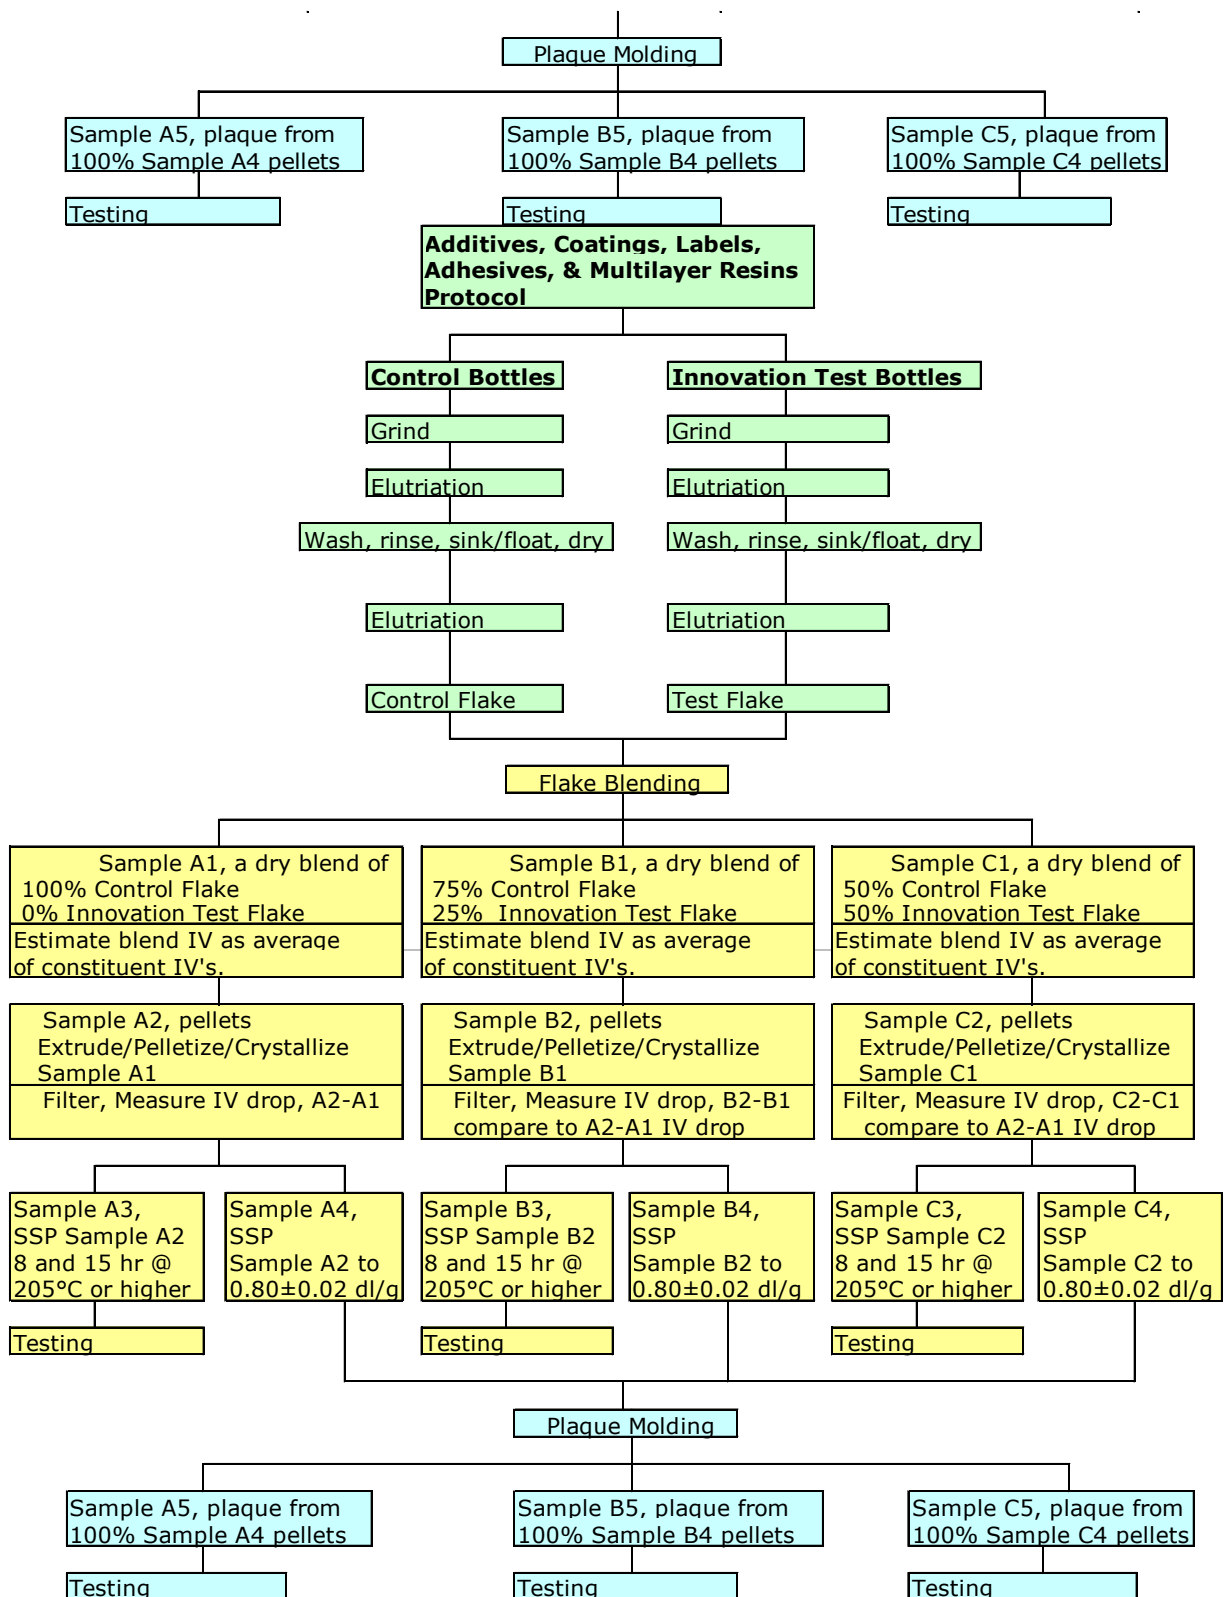 Plaque Molding
Sample A5, plaque from
100% Sample A4 pellets
Sample B5, plaque from
100% Sample B4 pellets
Sample C5, plaque from
100% Sample C4 pellets
Testing
Testing
Testing
Additives, Coatings, Labels,
Adhesives, & Multilayer Resins
Protocol
Control Bottles
Innovation Test Bottles
Grind
Grind
Elutriation
Elutriation
Wash, rinse, sink/float, dry
Wash, rinse, sink/float, dry
Elutriation
Elutriation
Control Flake
Test Flake
Flake Blending
Sample A1, a dry blend of
100% Control Flake
0% Innovation Test Flake
Estimate blend IV as average
of constituent IV's.
Sample B1, a dry blend of
75% Control Flake
25% Innovation Test Flake
Estimate blend IV as average
of constituent IV's.
Sample C1, a dry blend of
50% Control Flake
50% Innovation Test Flake
Estimate blend IV as average
of constituent IV's.
Sample A2, pellets
Extrude/Pelletize/Crystallize
Sample A1
Filter, Measure IV drop, A2-A1
Sample B2, pellets
Extrude/Pelletize/Crystallize
Sample B1
Filter, Measure IV drop, B2-B1
compare to A2-A1 IV drop
Sample C2, pellets
Extrude/Pelletize/Crystallize
Sample C1
Filter, Measure IV drop, C2-C1
compare to A2-A1 IV drop
Sample A3,
SSP Sample A2
8 and 15 hr @
205°C or higher
Sample A4,
SSP
Sample A2 to
0.80±0.02 dl/g
Sample B3,
SSP Sample B2
8 and 15 hr @
205°C or higher
Sample B4,
SSP
Sample B2 to
0.80±0.02 dl/g
Sample C3,
SSP Sample C2
8 and 15 hr @
205°C or higher
Sample C4,
SSP
Sample C2 to
0.80±0.02 dl/g
Testing
Testing
Testing
Plaque Molding
Sample A5, plaque from
100% Sample A4 pellets
Sample B5, plaque from
100% Sample B4 pellets
Sample C5, plaque from
100% Sample C4 pellets
Testing
Testing
Testing